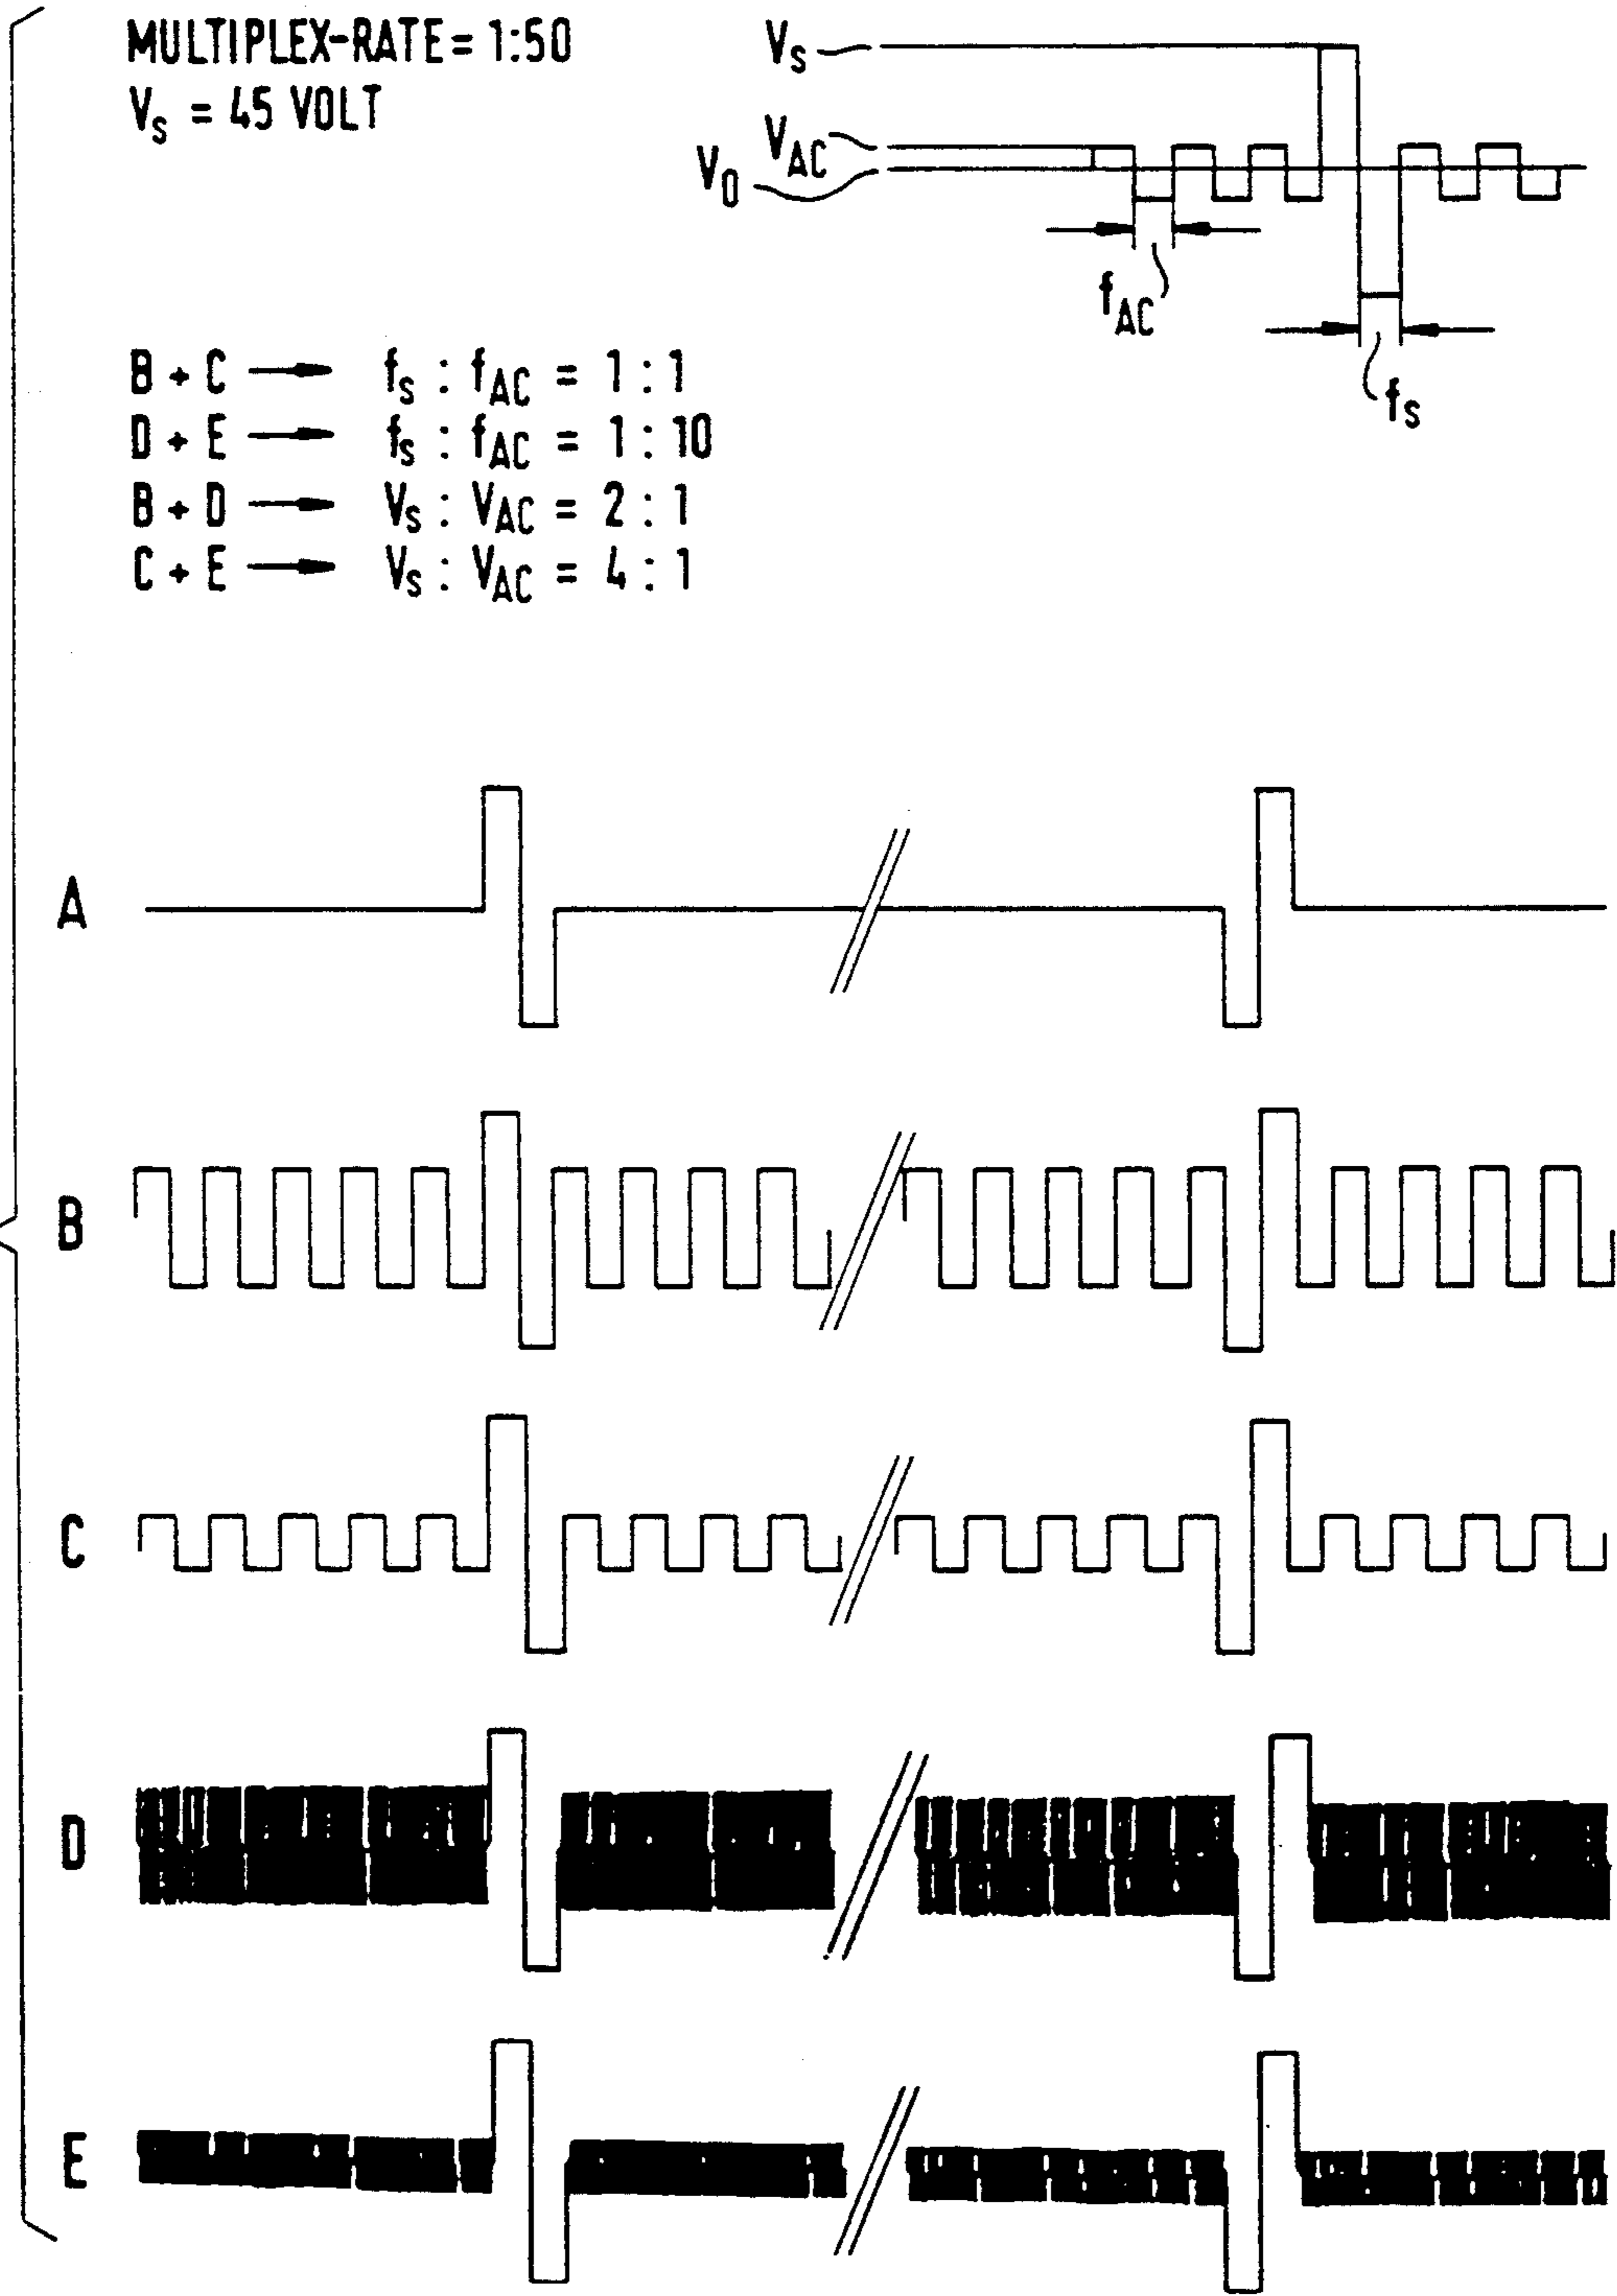 MULTIPLEX-RATE = 1:50
Vs = 45 VOLT
Vs
VAC
V0
fAC
fs
B + C → fs : fAC = 1 : 1
D + E → fs : fAC = 1 : 10
B + D → Vs : VAC = 2 : 1
C + E → Vs : VAC = 4 : 1
A
B
C
D
E